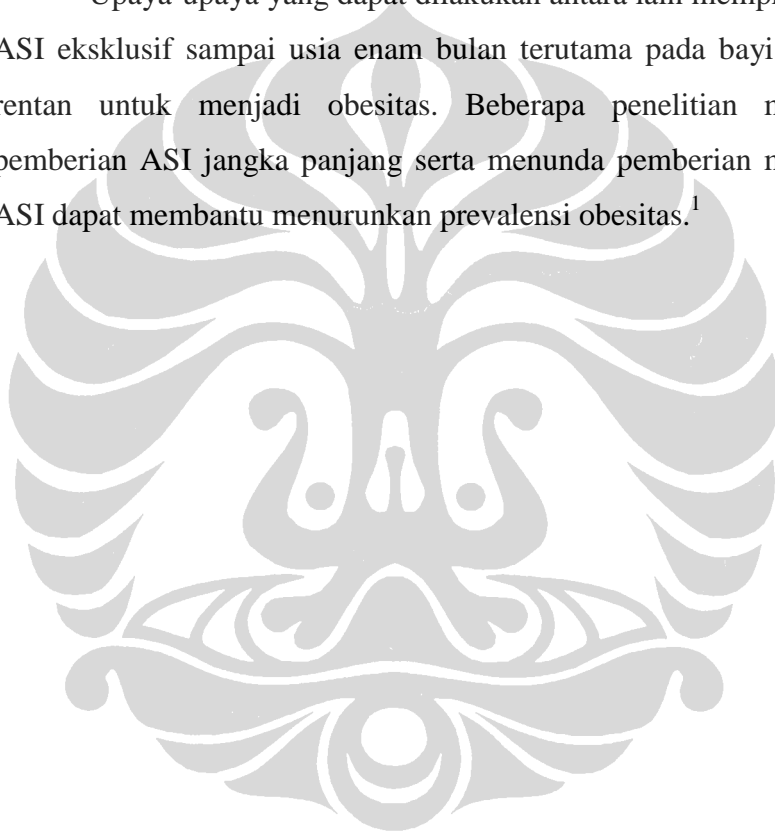 Upaya-upaya yang dapat dilakukan antara lain
ASI eksklusif sampai usia enam bulan terutama pada bayi
rentan untuk menjadi obesitas. Beberapa penelitian
pemberian ASI jangka panjang serta menunda pemberian
ASI dapat membantu menurunkan prevalensi obesitas.¹